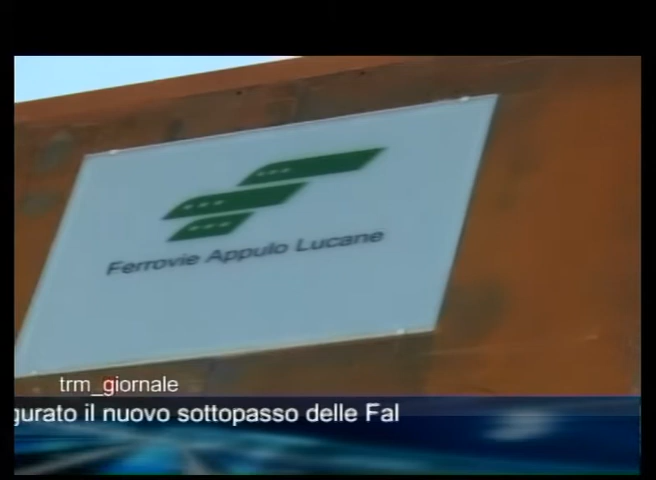 Ferrovie Appulo Lucane
trm_giornale
gurato il nuovo sottopasso delle Fal